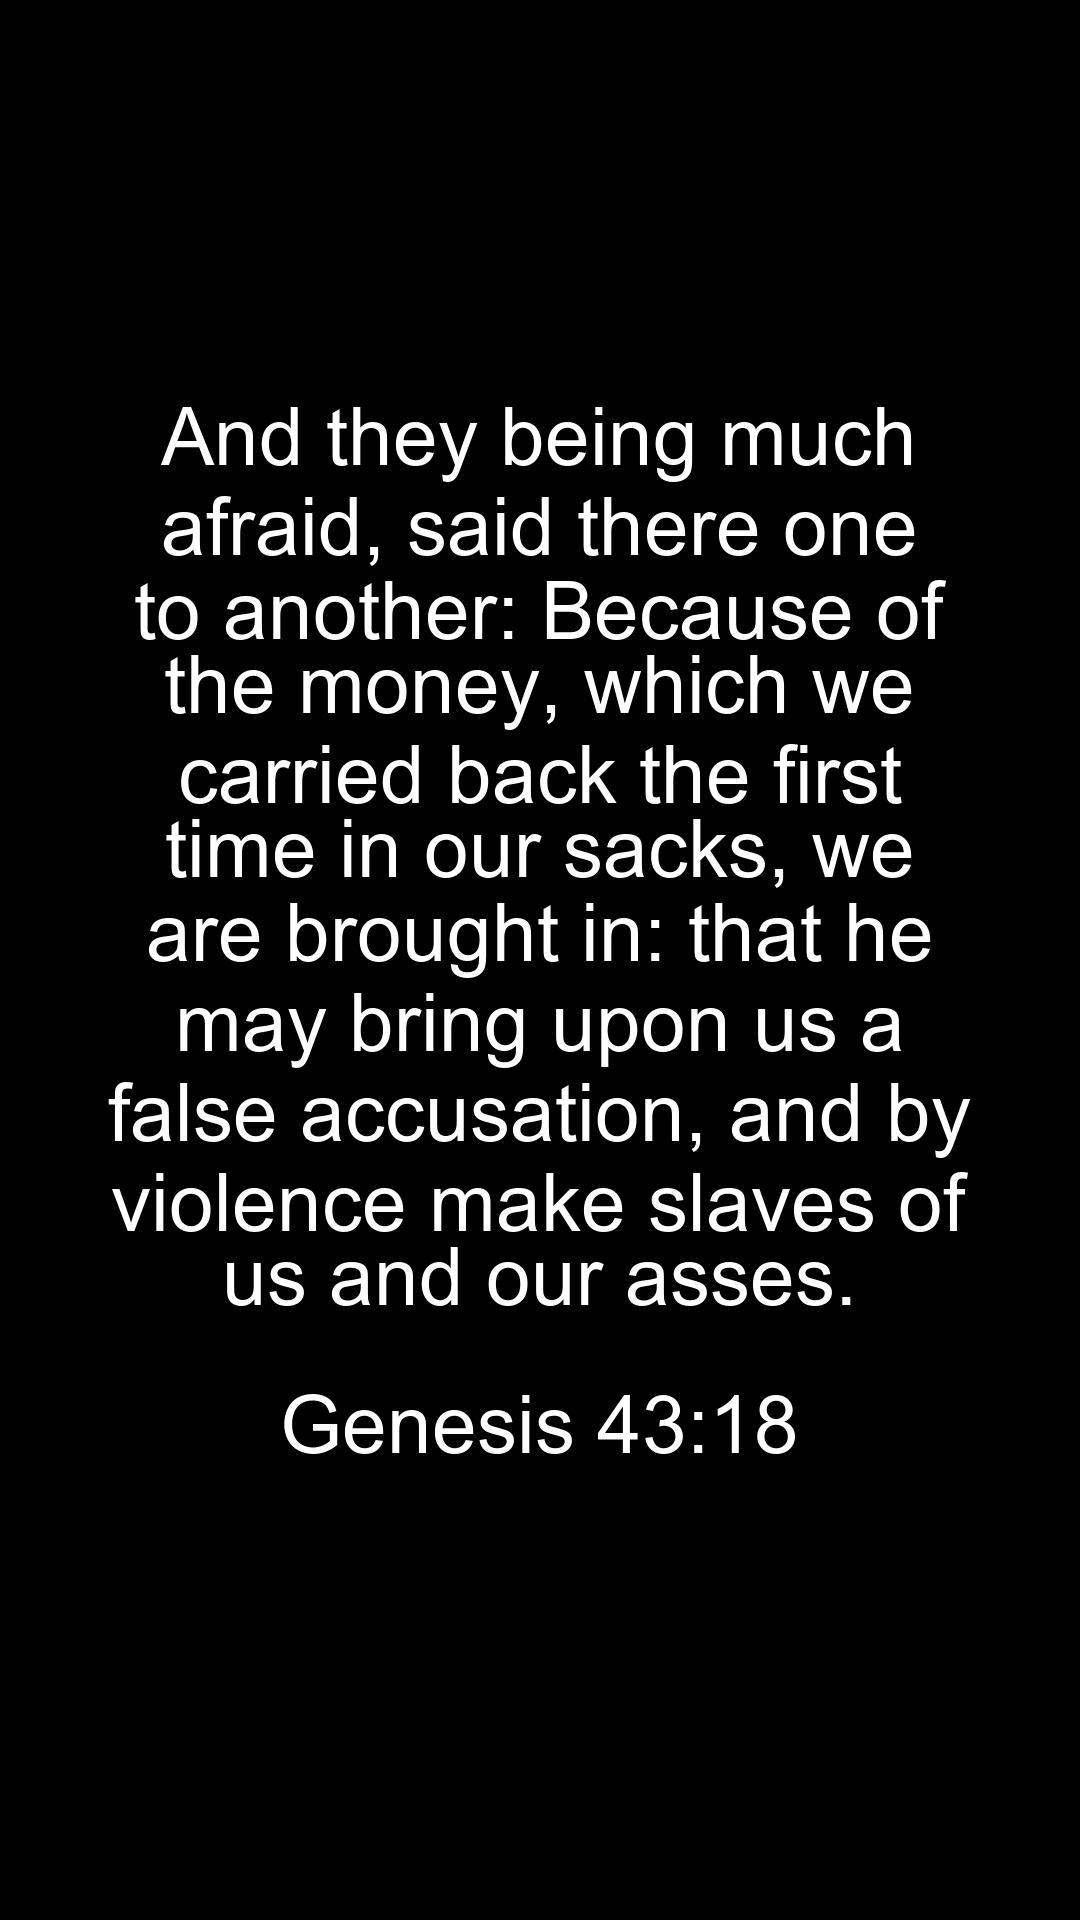 And they being much
afraid, said there one
to another: Because of
the money, which we
carried back the first
time in our sacks, we
are brought in: that he
may bring upon us a
false accusation, and by
violence make slaves of
us and our asses.
Genesis 43:18